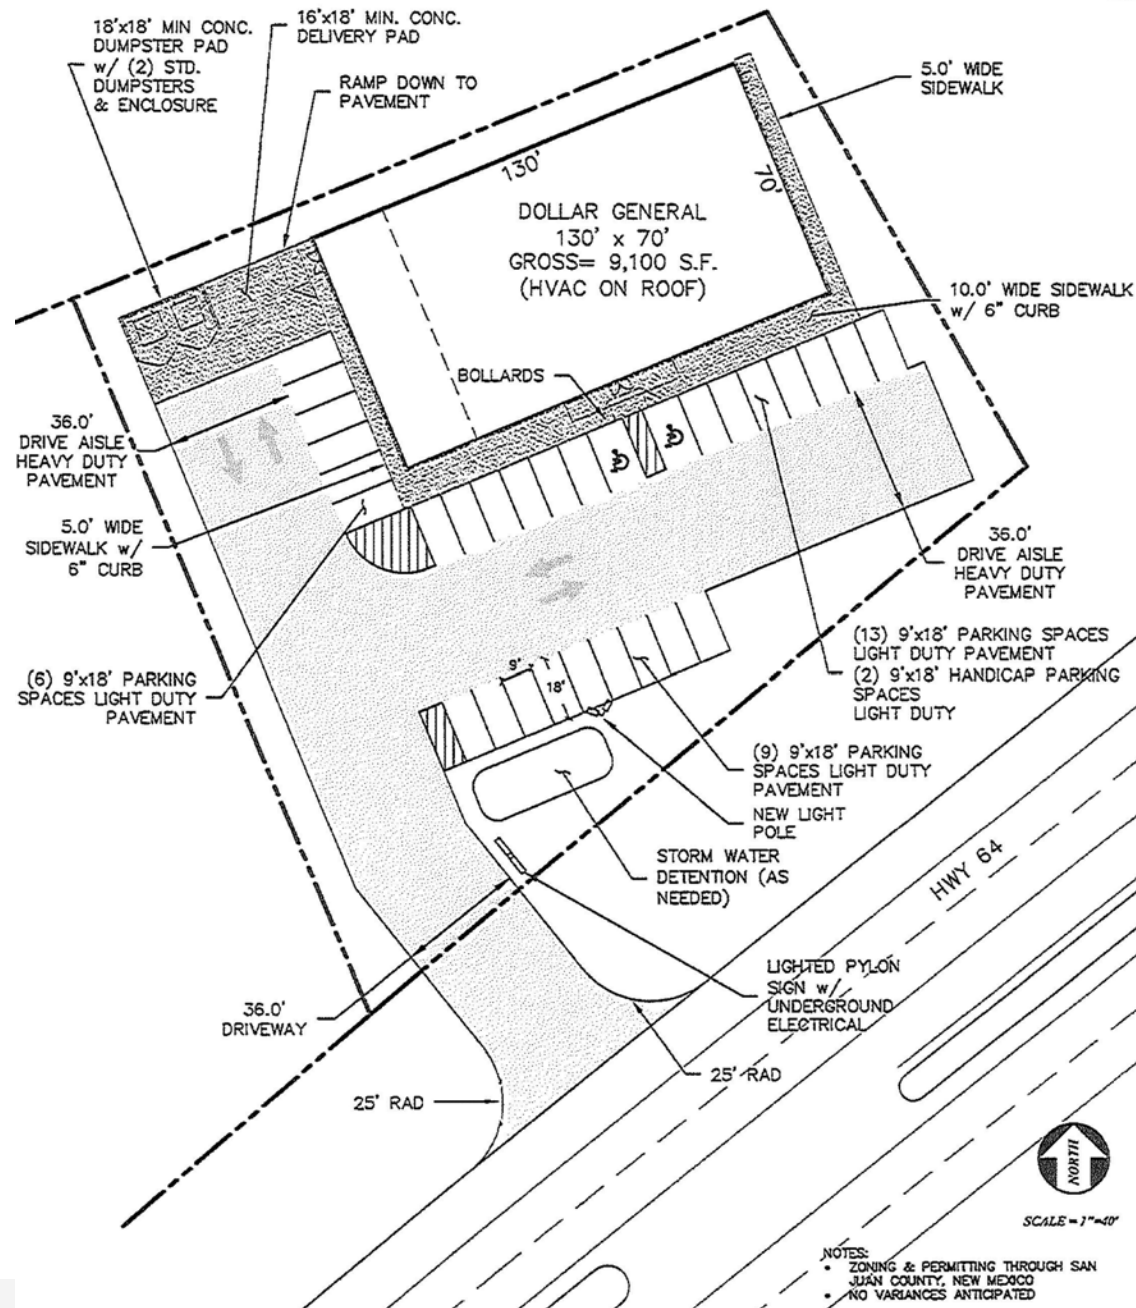 18'x18' MIN CONC.
DUMPSTER PAD
w/ (2) STD.
DUMPSTERS
& ENCLOSURE
16'x18' MIN. CONC.
DELIVERY PAD
RAMP DOWN TO
PAVEMENT
5.0' WIDE
SIDEWALK
130'
70'
DOLLAR GENERAL
130' x 70'
GROSS= 9,100 S.F.
(HVAC ON ROOF)
10.0' WIDE SIDEWALK
w/ 6" CURB
BOLLARDS
36.0'
DRIVE AISLE
HEAVY DUTY
PAVEMENT
5.0' WIDE
SIDEWALK w/
6" CURB
36.0'
DRIVE AISLE
HEAVY DUTY
PAVEMENT
(6) 9'x18' PARKING
SPACES LIGHT DUTY
PAVEMENT
9'
18'
(13) 9'x18' PARKING SPACES
LIGHT DUTY PAVEMENT
(2) 9'x18' HANDICAP PARKING
SPACES
LIGHT DUTY
(9) 9'x18' PARKING
SPACES LIGHT DUTY
PAVEMENT
NEW LIGHT
POLE
STORM WATER
DETENTION (AS
NEEDED)
HWY 64
LIGHTED PYLON
SIGN w/
UNDERGROUND
ELECTRICAL
36.0'
DRIVEWAY
25' RAD
25' RAD
NORTH
SCALE = 1"=40'
NOTES:
• ZONING & PERMITTING THROUGH SAN
JUAN COUNTY, NEW MEXICO
• NO VARIANCES ANTICIPATED